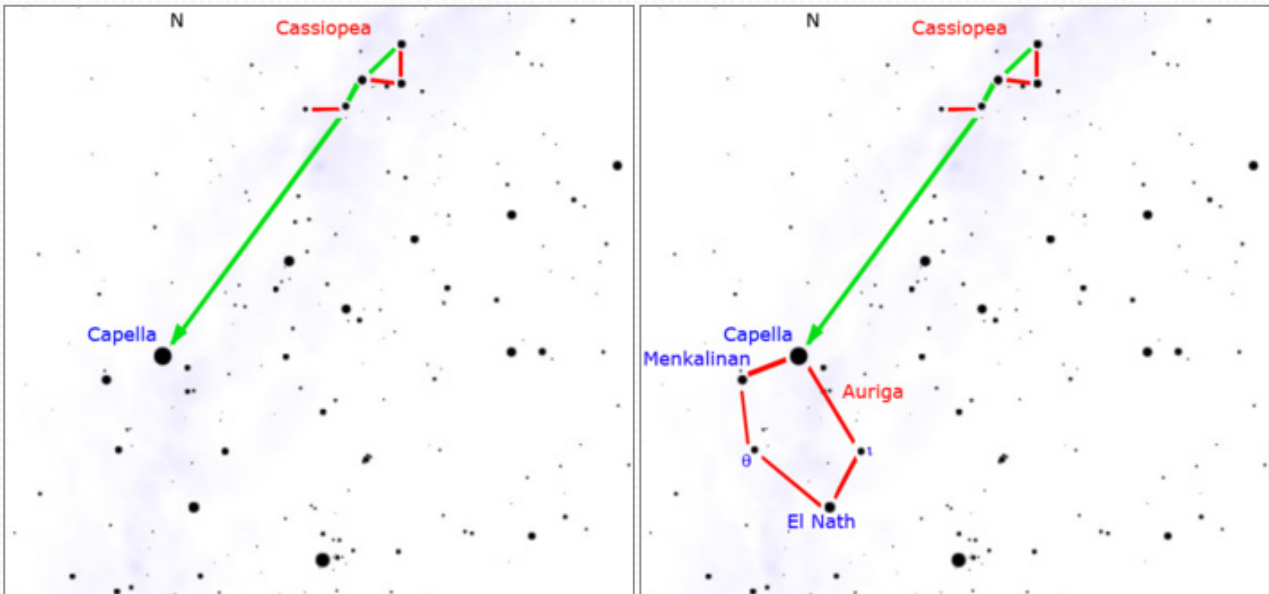 N
Cassiopea
Capella
N
Cassiopea
Capella
Menkalinan
Auriga
θ
ι
El Nath